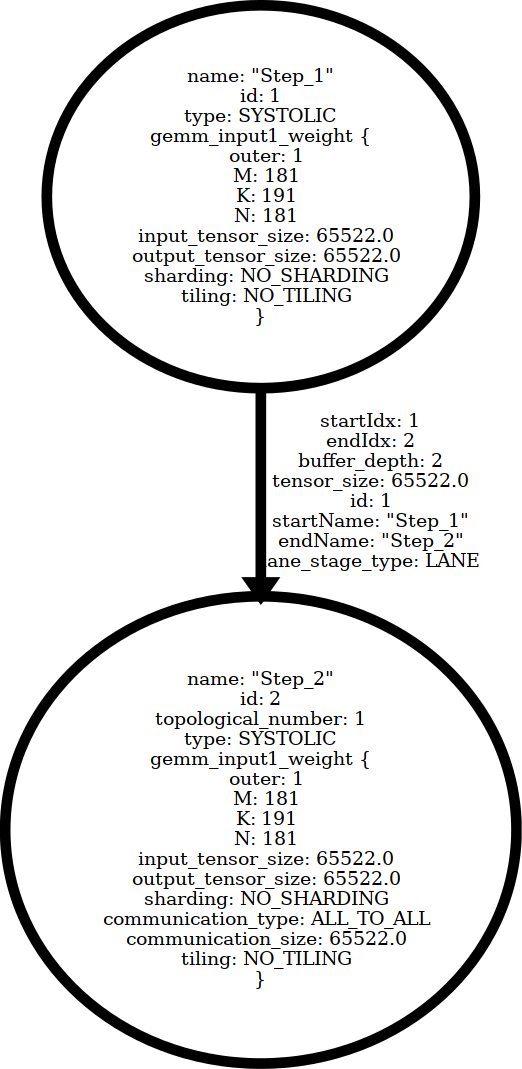 name: "Step_1"
id: 1
type: SYSTOLIC
gemm_input1_weight {
outer: 1
M: 181
K: 191
N: 181
input_tensor_size: 65522.0
output_tensor_size: 65522.0
sharding: NO_SHARDING
tiling: NO_TILING
}
startIdx: 1
endIdx: 2
buffer_depth: 2
tensor_size: 65522.0
id: 1
startName: "Step_1"
endName: "Step_2"
ane_stage_type: LANE
name: "Step_2"
id: 2
topological_number: 1
type: SYSTOLIC
gemm_input1_weight {
outer: 1
M: 181
K: 191
N: 181
input_tensor_size: 65522.0
output_tensor_size: 65522.0
sharding: NO_SHARDING
communication_type: ALL_TO_ALL
communication_size: 65522.0
tiling: NO_TILING
}